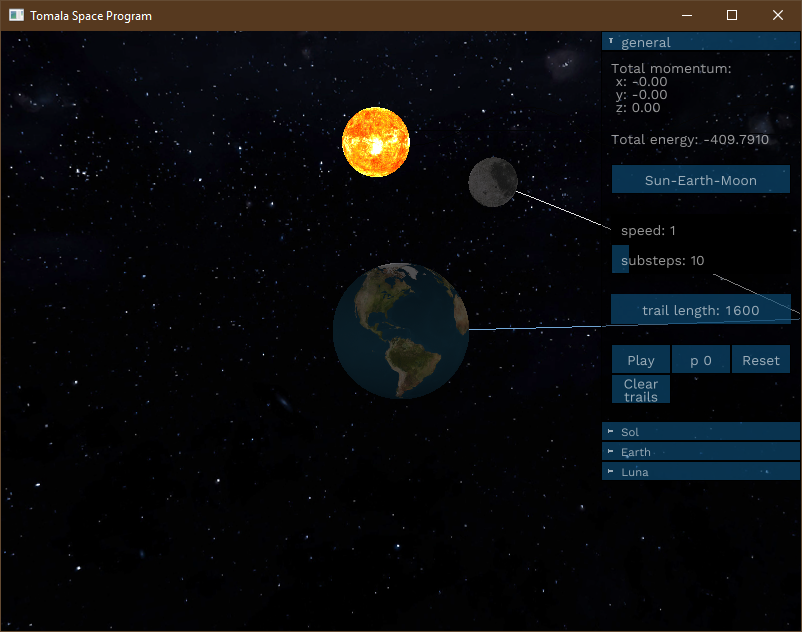 Tomala Space Program
general
Total momentum:
x: -0.00
y: -0.00
z: 0.00
Total energy: -409.7910
Sun-Earth-Moon
speed: 1
substeps: 10
trail length: 1600
Play
p 0
Reset
Clear
trails
Sol
Earth
Luna